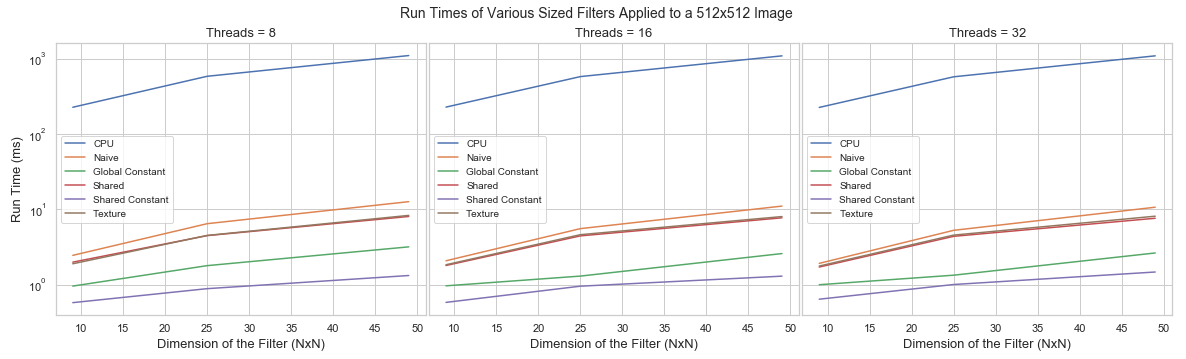 Run Times of Various Sized Filters Applied to a 512x512 Image
Threads = 8
Threads = 16
Threads = 32
Run Time (ms)
10³
10²
10¹
10⁰
CPU
Naive
Global Constant
Shared
Shared Constant
Texture
CPU
Naive
Global Constant
Shared
Shared Constant
Texture
CPU
Naive
Global Constant
Shared
Shared Constant
Texture
10 15 20 25 30 35 40 45 50
10 15 20 25 30 35 40 45 50
10 15 20 25 30 35 40 45 50
Dimension of the Filter (NxN)
Dimension of the Filter (NxN)
Dimension of the Filter (NxN)